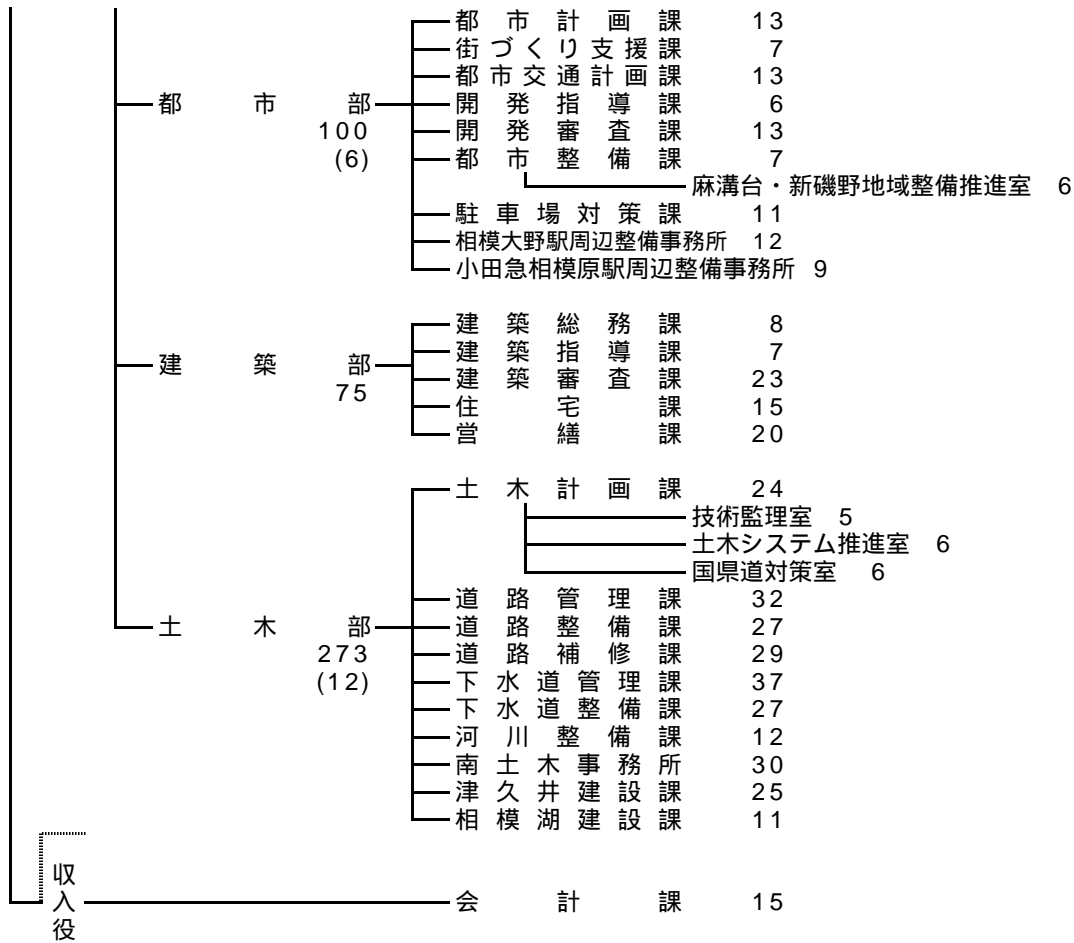 都市計画課 13
街づくり支援課 7
都市交通計画課 13
都市部 開発指導課 6
100 開発審査課 13
(6) 都市整備課 7
麻溝台・新磯野地域整備推進室 6
駐車場対策課 11
相模大野駅周辺整備事務所 12
小田急相模原駅周辺整備事務所 9
建築総務課 8
建築部 建築指導課 7
75 建築審査課 23
住宅課 15
営繕課 20
土木計画課 24
技術監理室 5
土木システム推進室 6
国県道対策室 6
道路管理課 32
土木部 道路整備課 27
273 道路補修課 29
(12) 下水道管理課 37
下水道整備課 27
河川整備課 12
南土木事務所 30
津久井建設課 25
相模湖建設課 11
収入役 会計課 15